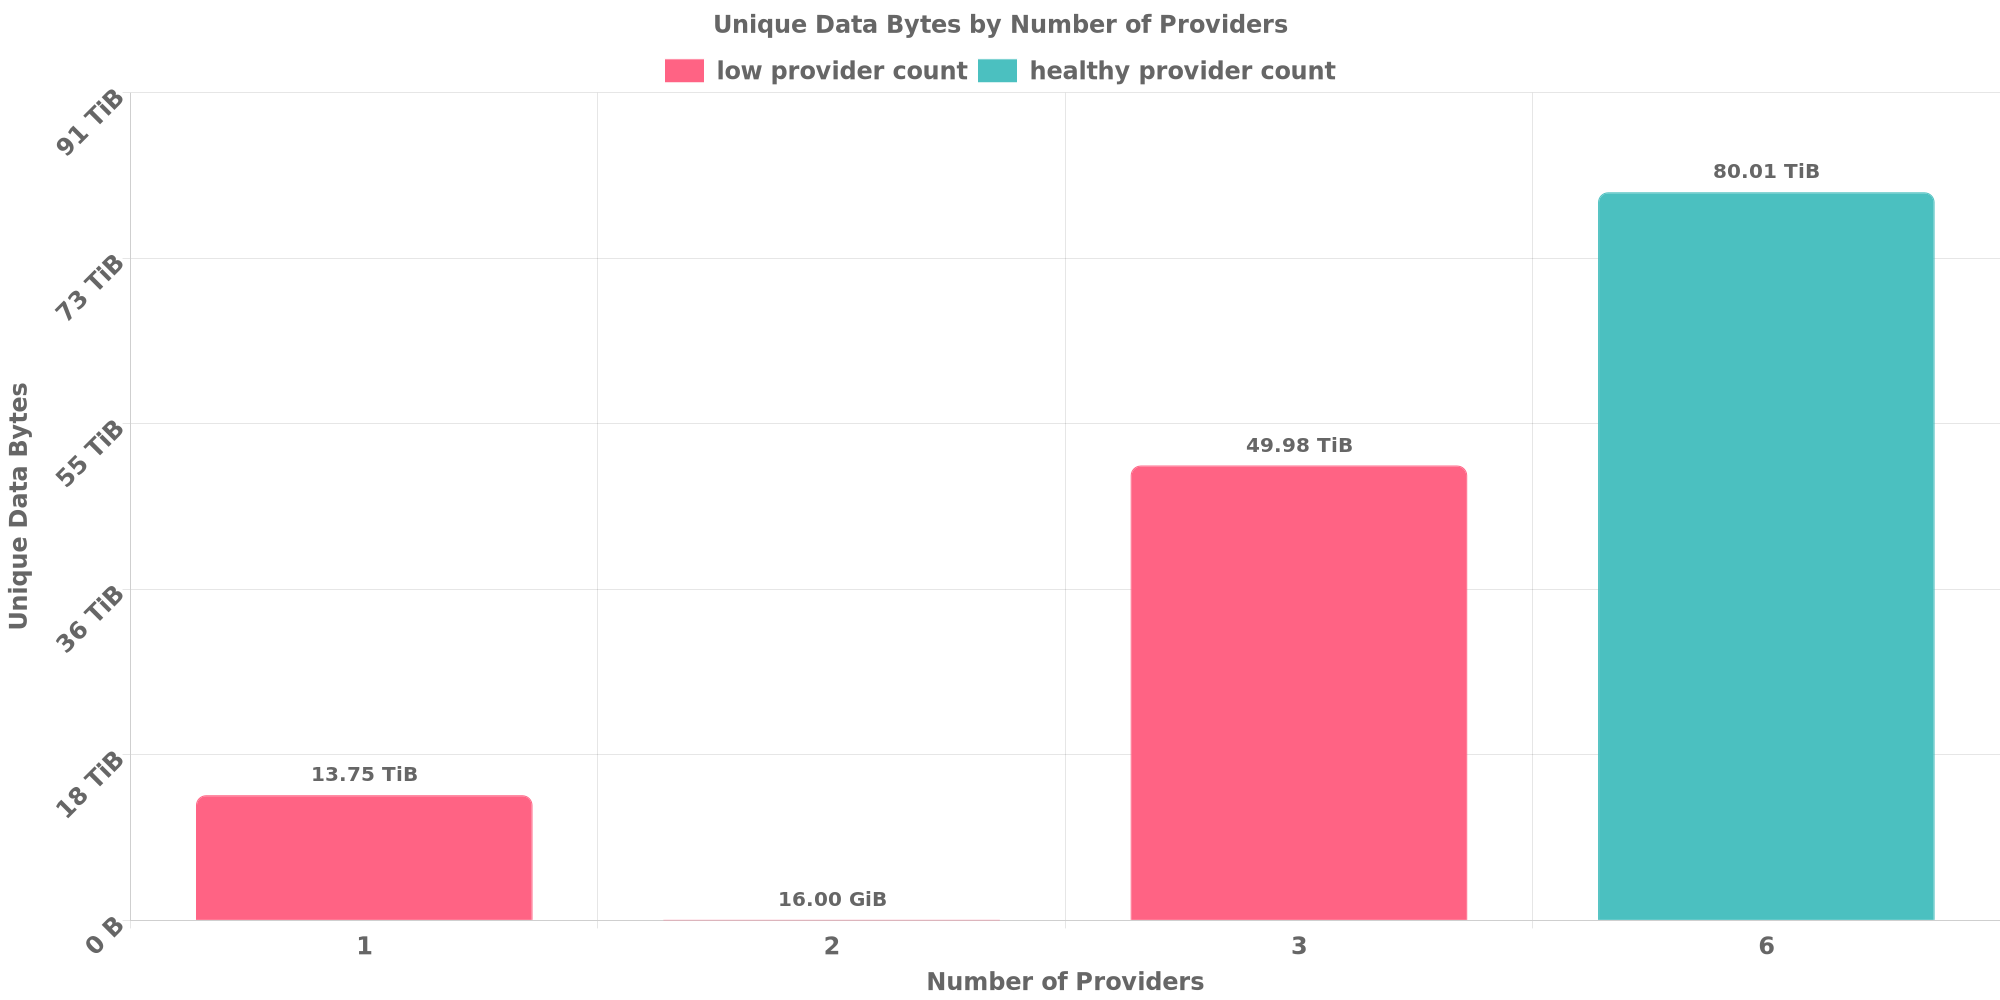 Unique Data Bytes by Number of Providers
low provider count healthy provider count
91 TiB
73 TiB
55 TiB
36 TiB
18 TiB
0 B
Unique Data Bytes
13.75 TiB
16.00 GiB
49.98 TiB
80.01 TiB
1 2 3 6
Number of Providers